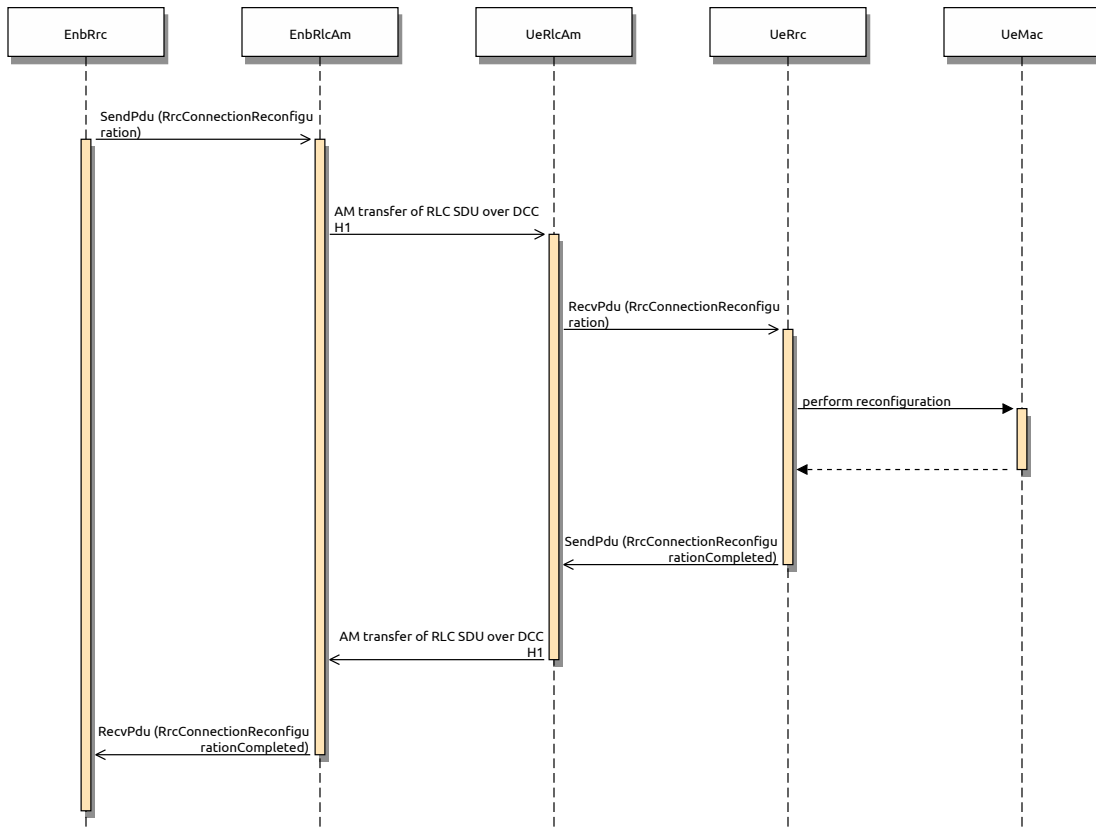 EnbRrc
EnbRlcAm
UeRlcAm
UeRrc
UeMac
SendPdu (RrcConnectionReconfigu
ration)
AM transfer of RLC SDU over DCC
H1
RecvPdu (RrcConnectionReconfigu
ration)
perform reconfiguration
SendPdu (RrcConnectionReconfigu
rationCompleted)
AM transfer of RLC SDU over DCC
H1
RecvPdu (RrcConnectionReconfigu
rationCompleted)